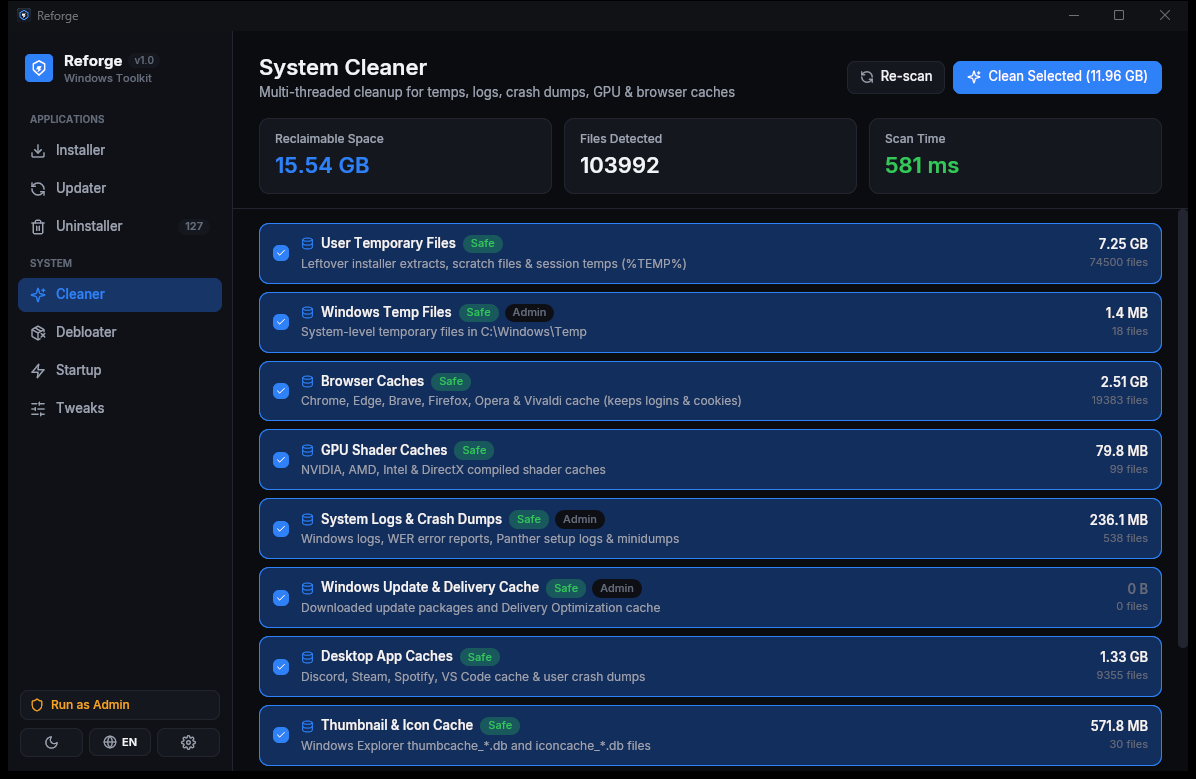 Reforge
Reforge v1.0
Windows Toolkit
APPLICATIONS
Installer
Updater
Uninstaller 127
SYSTEM
Cleaner
Debloater
Startup
Tweaks
Run as Admin
EN
System Cleaner
Multi-threaded cleanup for temps, logs, crash dumps, GPU & browser caches
Re-scan
Clean Selected (11.96 GB)
Reclaimable Space
15.54 GB
Files Detected
103992
Scan Time
581 ms
User Temporary Files Safe 7.25 GB
Leftover installer extracts, scratch files & session temps (%TEMP%) 74500 files
Windows Temp Files Safe Admin 1.4 MB
System-level temporary files in C:\Windows\Temp 18 files
Browser Caches Safe 2.51 GB
Chrome, Edge, Brave, Firefox, Opera & Vivaldi cache (keeps logins & cookies) 19383 files
GPU Shader Caches Safe 79.8 MB
NVIDIA, AMD, Intel & DirectX compiled shader caches 99 files
System Logs & Crash Dumps Safe Admin 236.1 MB
Windows logs, WER error reports, Panther setup logs & minidumps 538 files
Windows Update & Delivery Cache Safe Admin 0 B
Downloaded update packages and Delivery Optimization cache 0 files
Desktop App Caches Safe 1.33 GB
Discord, Steam, Spotify, VS Code cache & user crash dumps 9355 files
Thumbnail & Icon Cache Safe 571.8 MB
Windows Explorer thumbcache_*.db and iconcache_*.db files 30 files